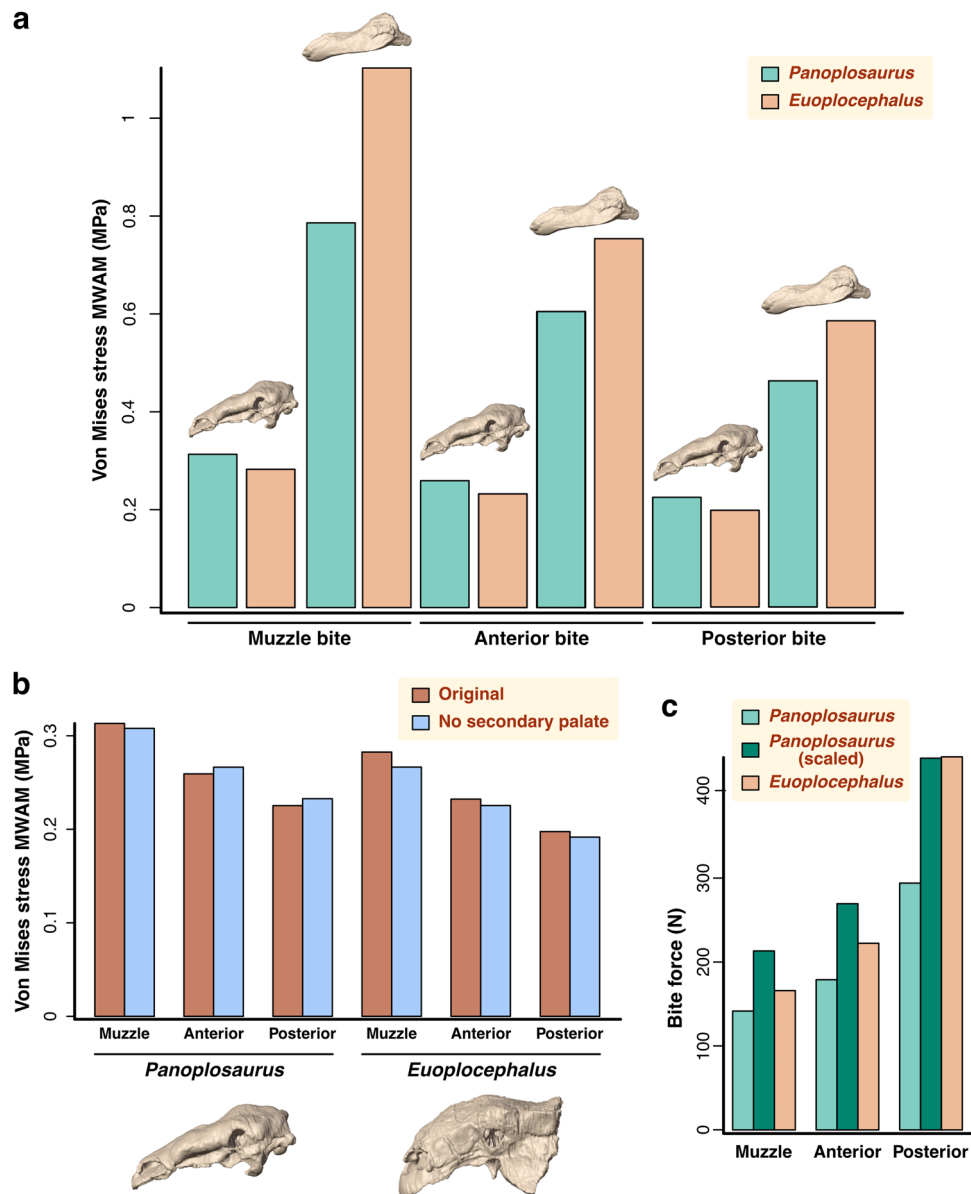 a
Panoplosaurus
Euoplocephalus
Von Mises stress MWAM (MPa)
1
0.8
0.6
0.4
0.2
0
Muzzle bite
Anterior bite
Posterior bite
b
Original
No secondary palate
Von Mises stress MWAM (MPa)
0.3
0.2
0.1
0
Muzzle
Anterior
Posterior
Muzzle
Anterior
Posterior
Panoplosaurus
Euoplocephalus
c
Panoplosaurus
Panoplosaurus
(scaled)
Euoplocephalus
Bite force (N)
400
300
200
100
0
Muzzle
Anterior
Posterior